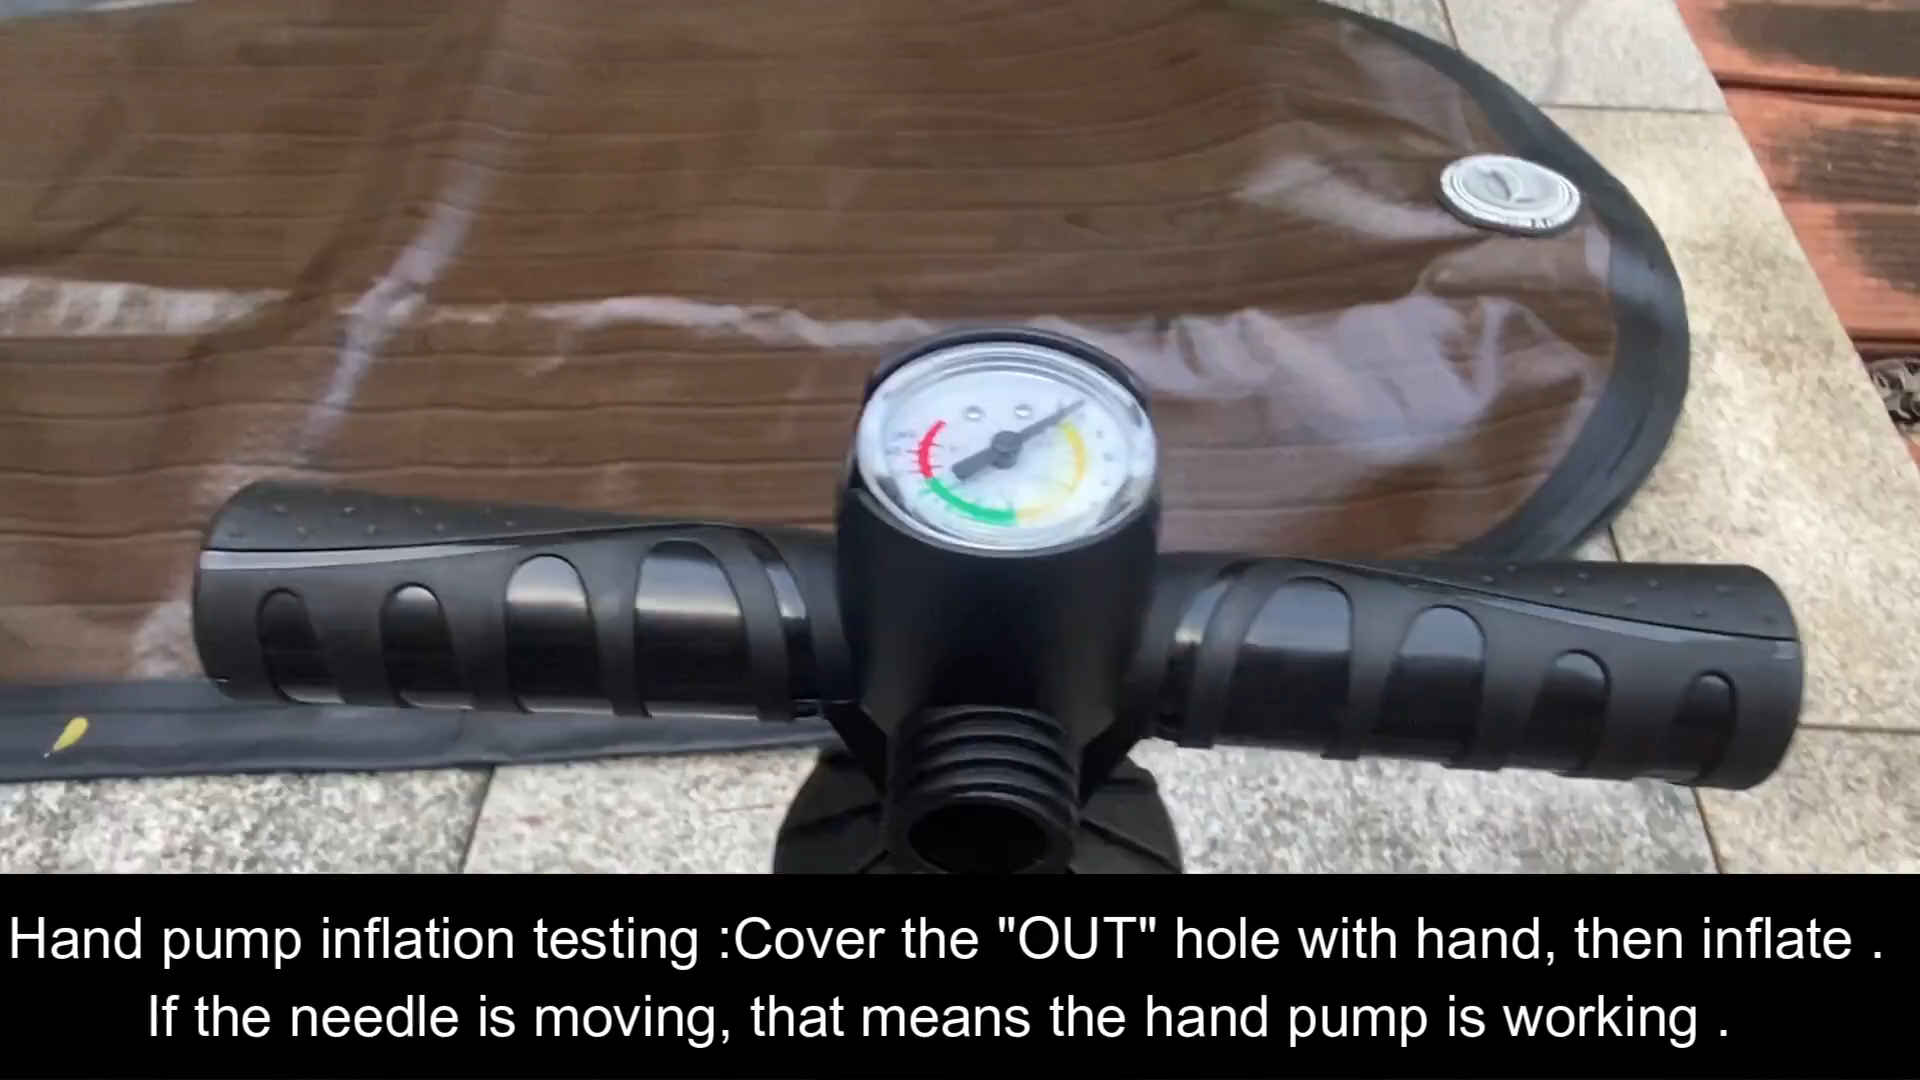 Hand pump inflation testing :Cover the "OUT" hole with hand, then inflate .
If the needle is moving, that means the hand pump is working .